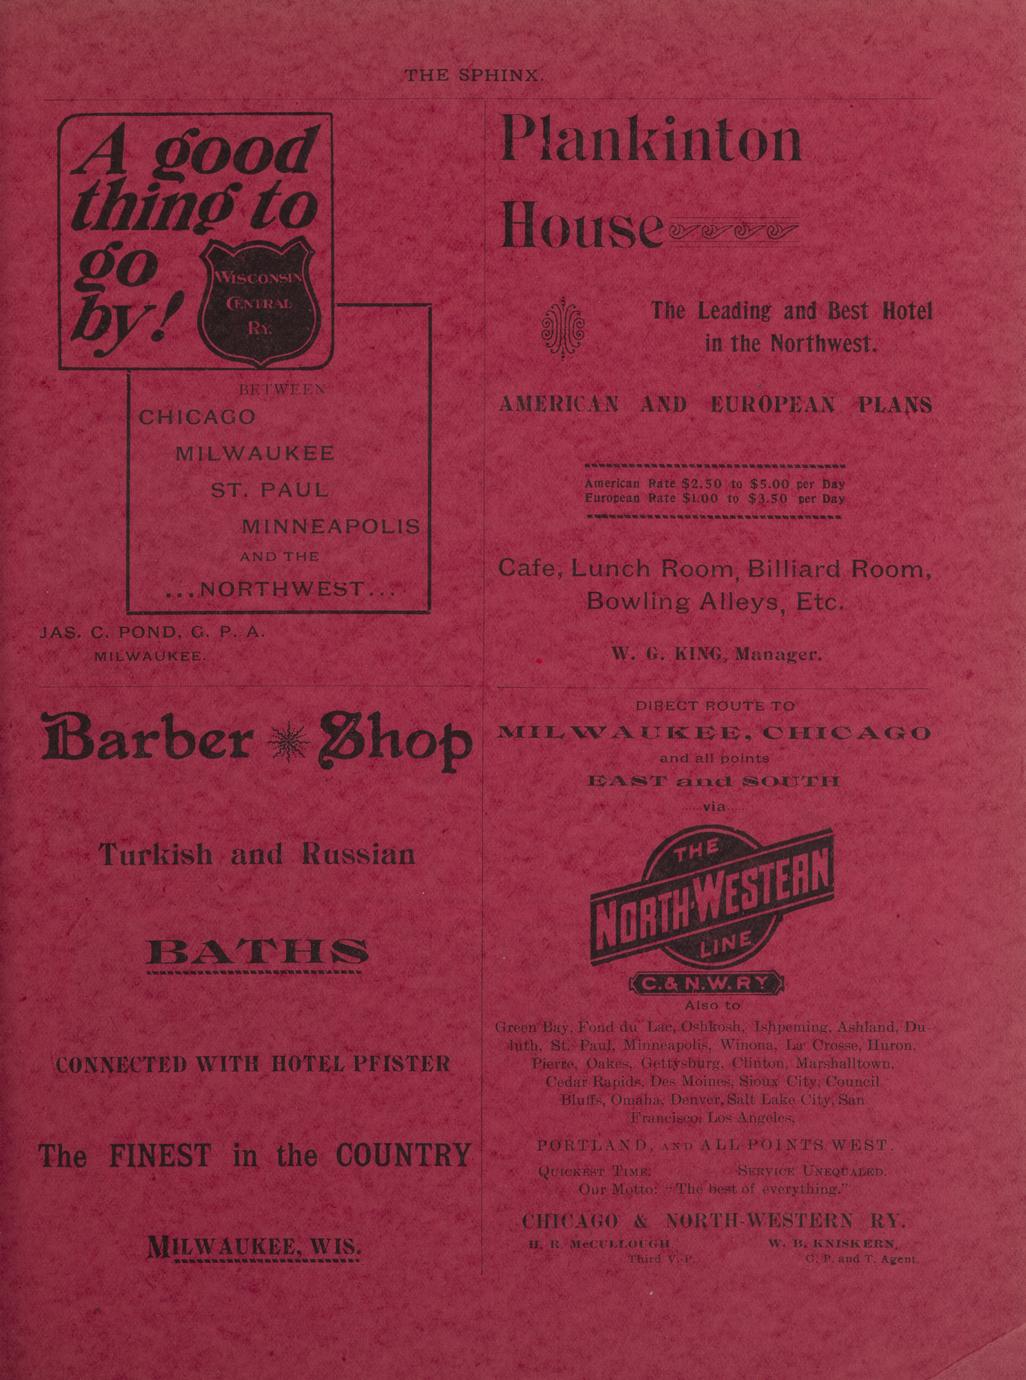 THE SPHINX.
A good
thing to
go
by!
WISCONSIN
CENTRAL
RY.
BETWEEN
CHICAGO
MILWAUKEE
ST. PAUL
MINNEAPOLIS
AND THE
...NORTHWEST...
JAS. C. POND, G. P. A.
MILWAUKEE.
Plankinton
House
The Leading and Best Hotel
in the Northwest.
AMERICAN AND EUROPEAN PLANS
American Rate $2.50 to $5.00 per Day
European Rate $1.00 to $3.50 per Day
Cafe, Lunch Room, Billiard Room,
Bowling Alleys, Etc.
W. G. KING, Manager.
Barber Shop
Turkish and Russian
BATHS
CONNECTED WITH HOTEL PFISTER
The FINEST in the COUNTRY
MILWAUKEE, WIS.
DIRECT ROUTE TO
MILWAUKEE, CHICAGO
and all points
EAST and SOUTH
.....via.....
THE
NORTH-WESTERN
LINE
C. & N. W. RY
Also to
Green Bay, Fond du Lac, Oshkosh, Ishpeming, Ashland, Du-
luth, St. Paul, Minneapolis, Winona, La Crosse, Huron,
Pierre, Oakes, Gettysburg, Clinton, Marshalltown,
Cedar Rapids, Des Moines, Sioux City, Council
Bluffs, Omaha, Denver, Salt Lake City, San
Francisco, Los Angeles,
PORTLAND, AND ALL POINTS WEST.
QUICKEST TIME. SERVICE UNEQUALED.
Our Motto: "The best of everything."
CHICAGO & NORTH-WESTERN RY.
H. R. McCULLOUGH, W. B. KNISKERN,
Third V.-P. G. P. and T. Agent.